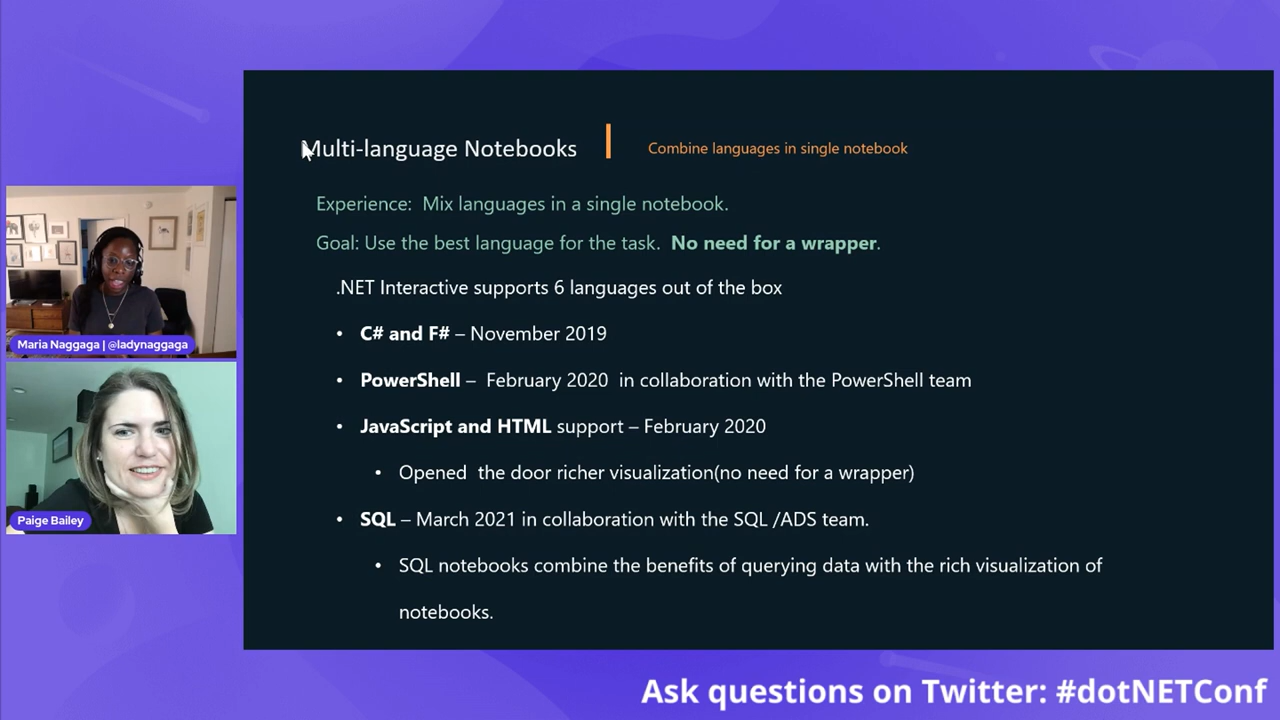 Multi-language Notebooks
Combine languages in single notebook
Experience: Mix languages in a single notebook.
Goal: Use the best language for the task. No need for a wrapper.
.NET Interactive supports 6 languages out of the box
• C# and F# – November 2019
• PowerShell – February 2020 in collaboration with the PowerShell team
• JavaScript and HTML support – February 2020
• Opened the door richer visualization(no need for a wrapper)
• SQL – March 2021 in collaboration with the SQL /ADS team.
• SQL notebooks combine the benefits of querying data with the rich visualization of
notebooks.
Maria Naggaga | @ladynaggaga
Paige Bailey
Ask questions on Twitter: #dotNETConf